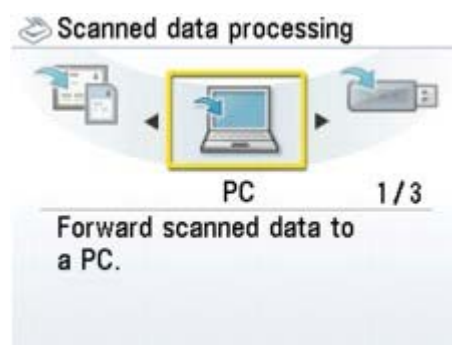 Scanned data processing
PC 1/3
Forward scanned data to
a PC.